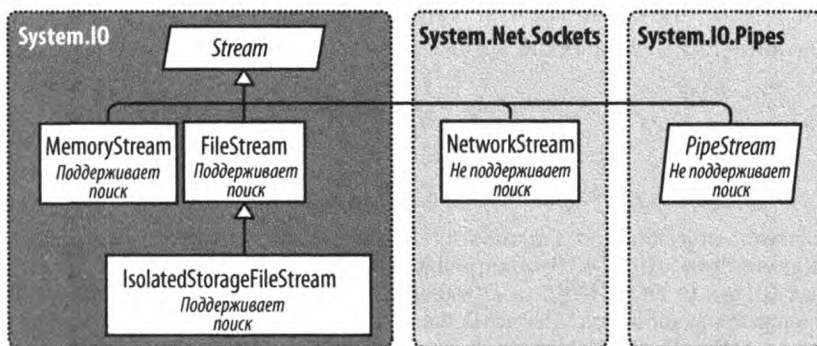 System.IO
Stream
System.Net.Sockets
System.IO.Pipes
MemoryStream
Поддерживает
поиск
FileStream
Поддерживает
поиск
NetworkStream
Не поддерживает
поиск
PipeStream
Не поддерживает
поиск
IsolatedStorageFileStream
Поддерживает
поиск